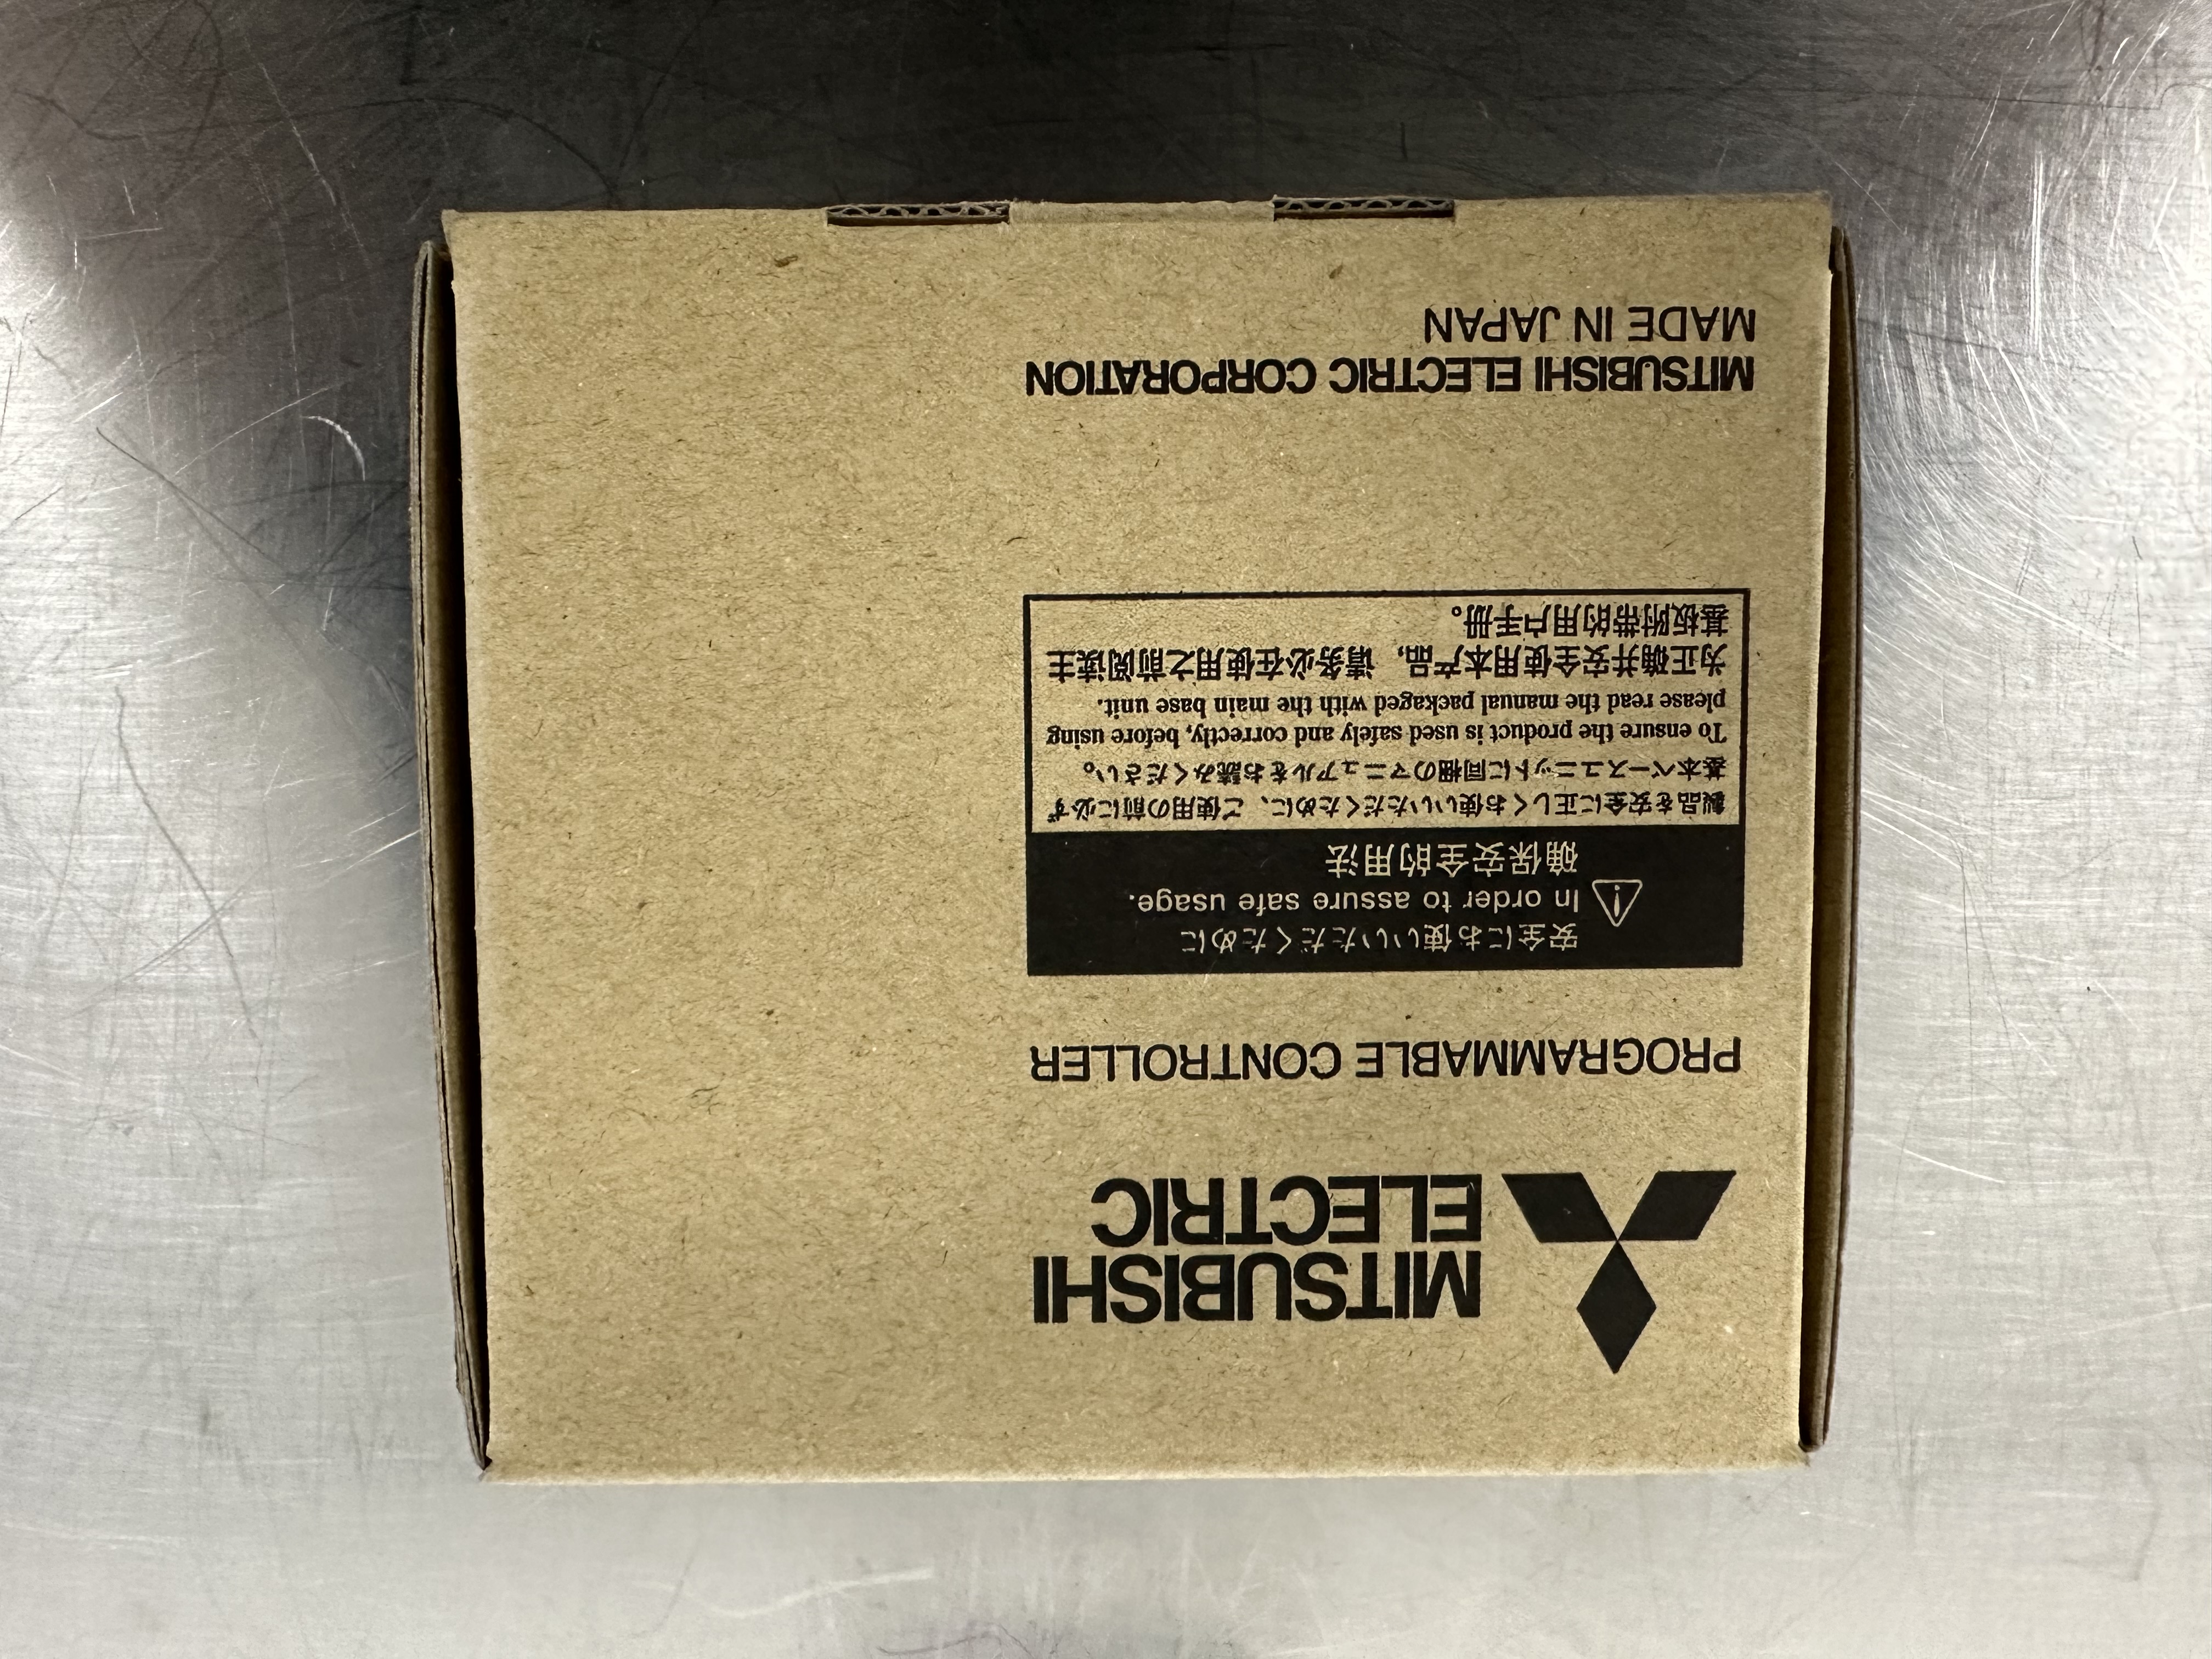 MITSUBISHI
ELECTRIC
PROGRAMMABLE CONTROLLER
安全にお使いいただくために
In order to assure safe usage.
确保安全的用法
製品を安全に正しくお使いいただくために、ご使用の前に必ず
基本ベースユニットに同梱のマニュアルをお読みください。
To ensure the product is used safely and correctly, before using
please read the manual packaged with the main base unit.
为正确并安全使用本产品，请务必在使用之前阅读主
基板附带的用户手册。
MITSUBISHI ELECTRIC CORPORATION
MADE IN JAPAN